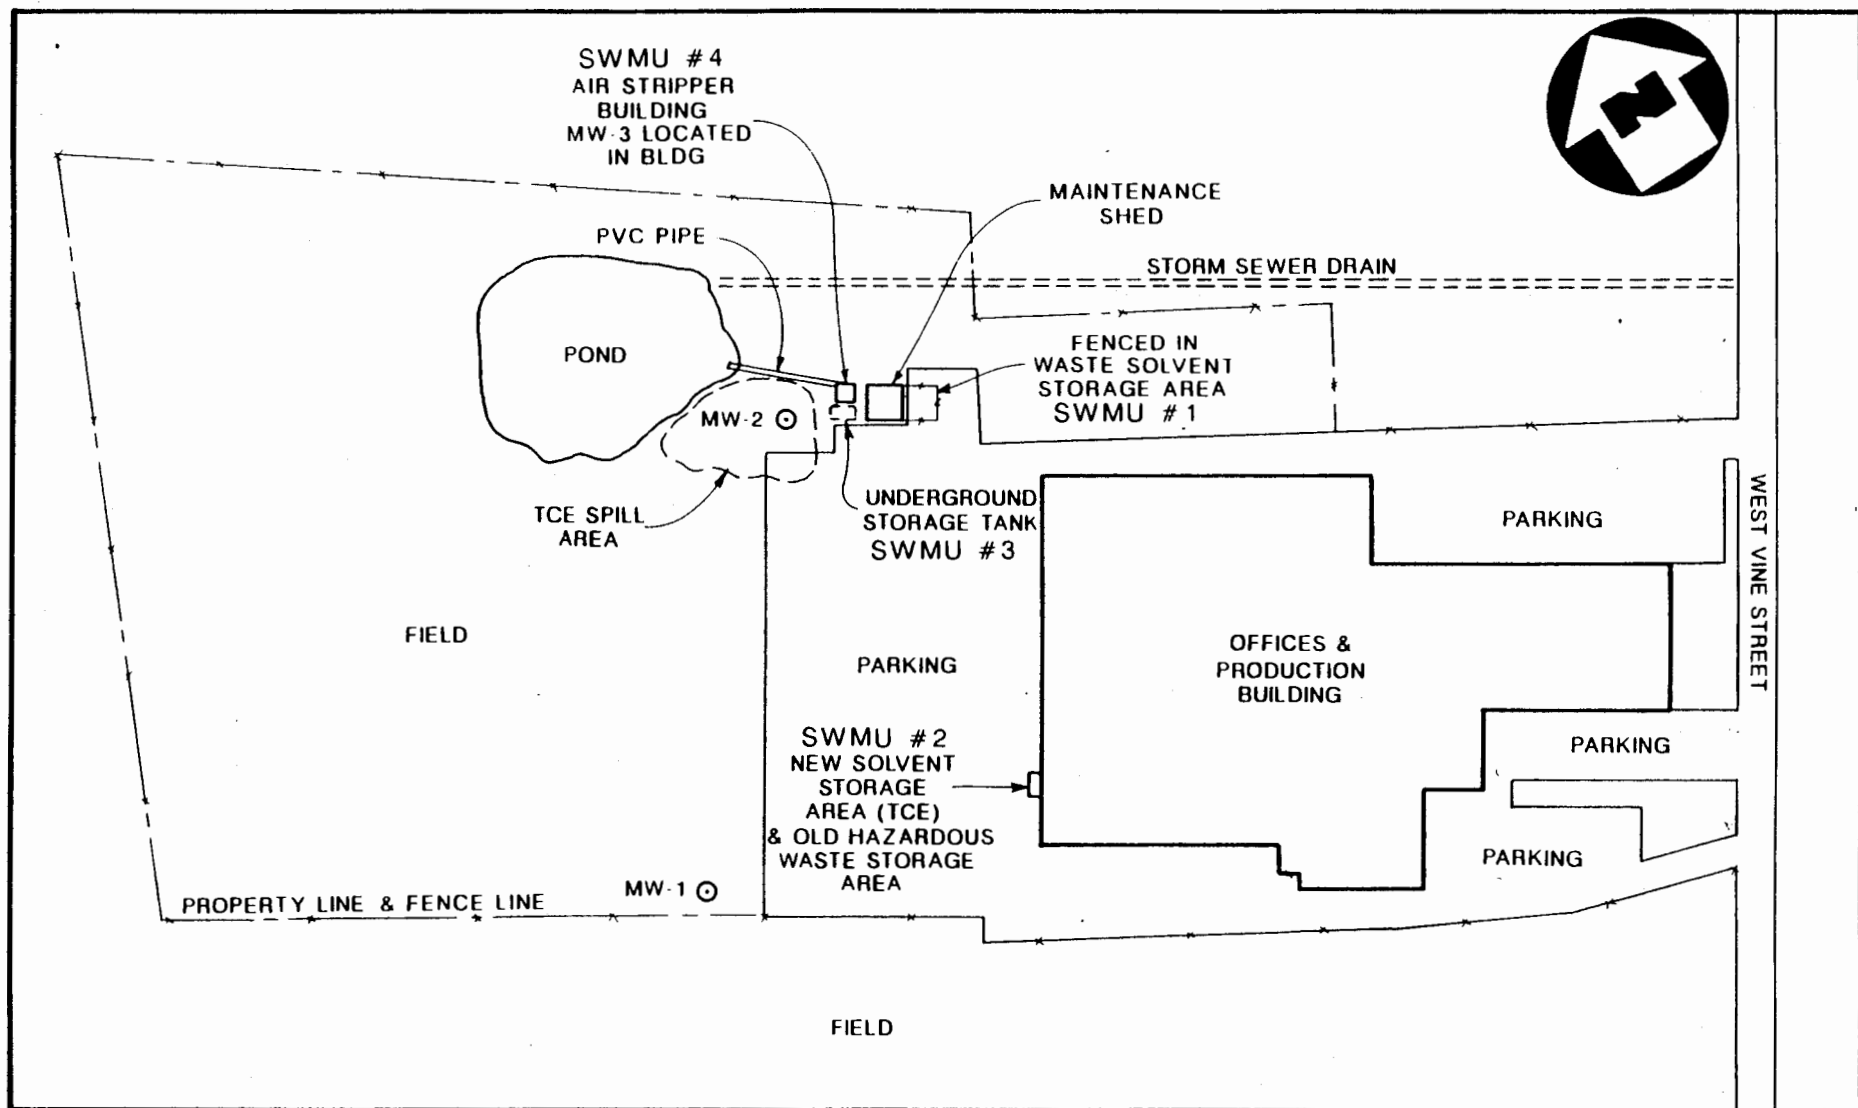 SWMU #4
AIR STRIPPER
BUILDING
MW-3 LOCATED
IN BLDG
N
MAINTENANCE
SHED
PVC PIPE
STORM SEWER DRAIN
POND
FENCED IN
WASTE SOLVENT
STORAGE AREA
SWMU #1
MW-2
TCE SPILL
AREA
UNDERGROUND
STORAGE TANK
SWMU #3
PARKING
WEST VINE STREET
FIELD
PARKING
OFFICES &
PRODUCTION
BUILDING
SWMU #2
NEW SOLVENT
STORAGE
AREA (TCE)
& OLD HAZARDOUS
WASTE STORAGE
AREA
PARKING
PARKING
PROPERTY LINE & FENCE LINE
MW-1
FIELD